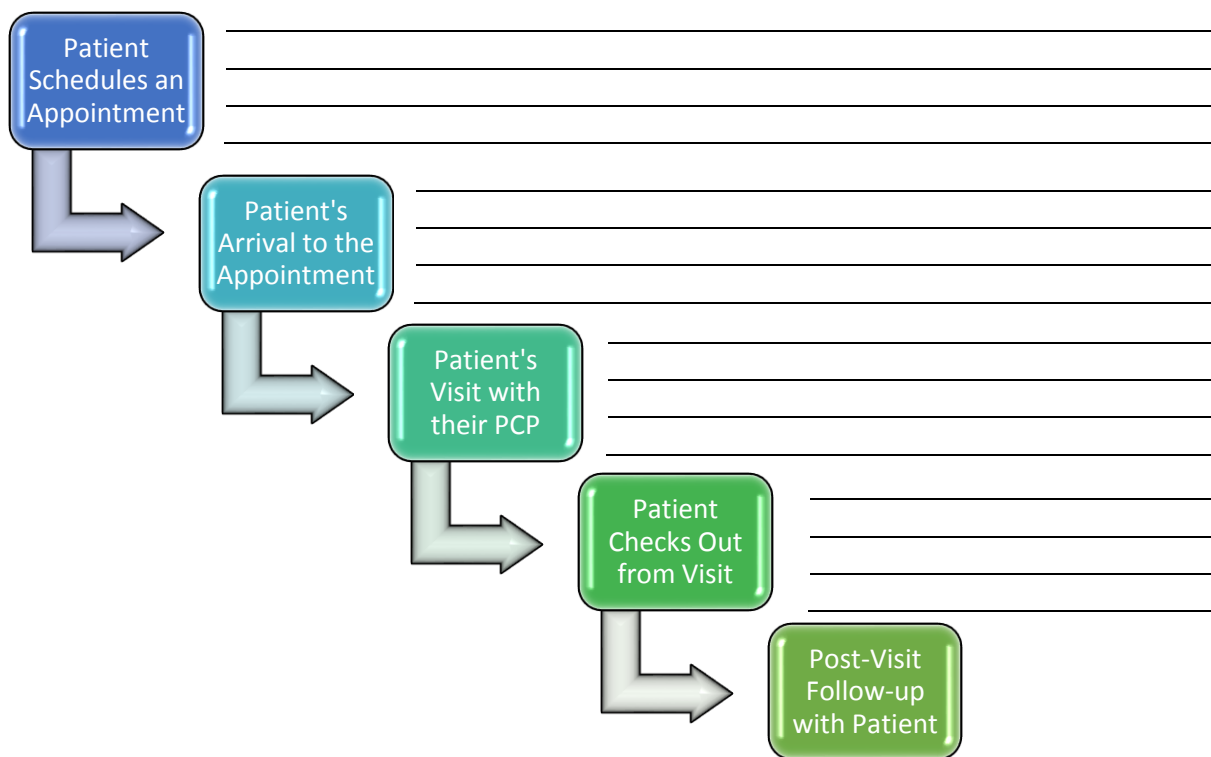 Patient
Schedules an
Appointment
Patient's
Arrival to the
Appointment
Patient's
Visit with
their PCP
Patient
Checks Out
from Visit
Post-Visit
Follow-up
with Patient